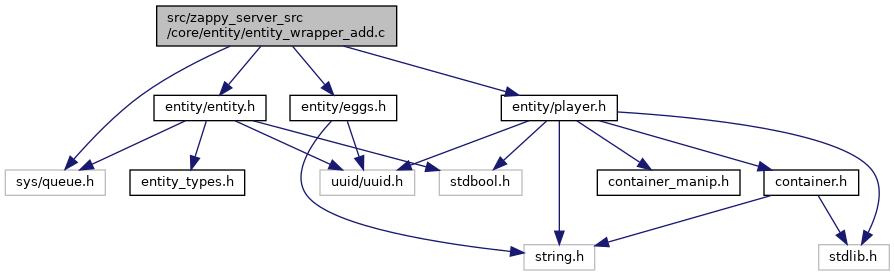 src/zappy_server_src
/core/entity/entity_wrapper_add.c
entity/entity.h
entity/eggs.h
entity/player.h
sys/queue.h
entity_types.h
uuid/uuid.h
stdbool.h
container_manip.h
container.h
string.h
stdlib.h